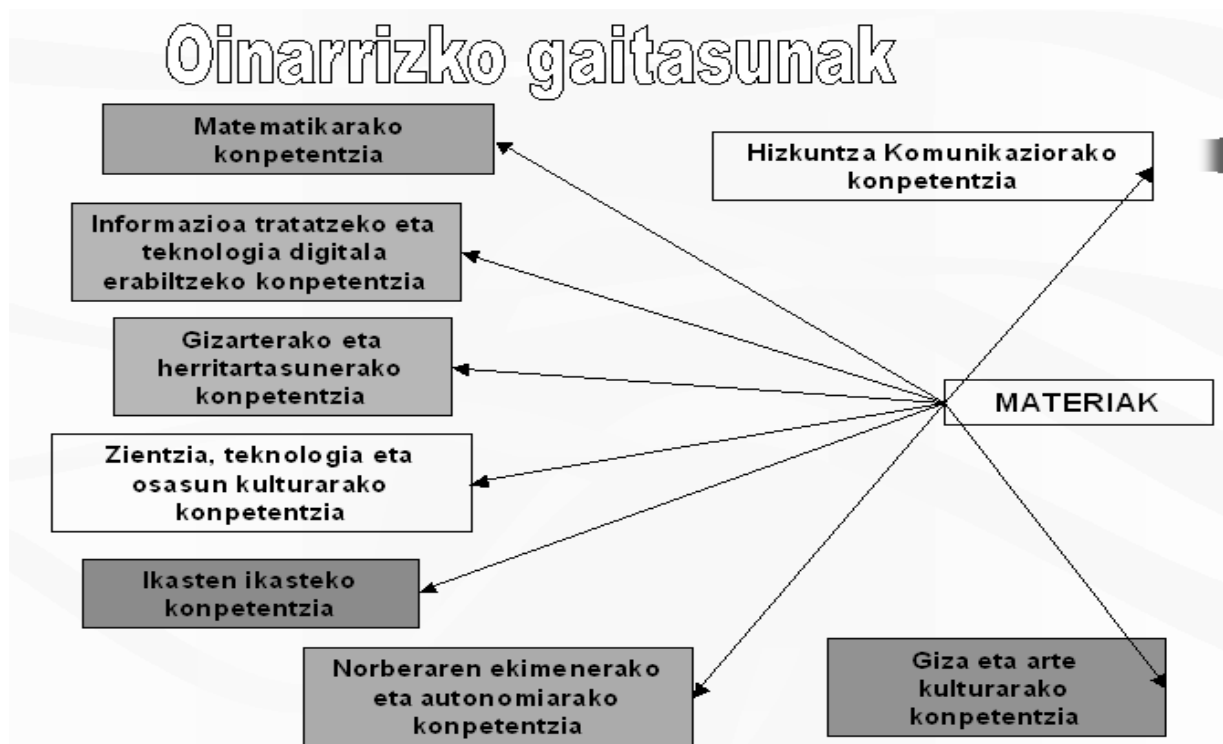 Oinarrizko gaitasunak
Matematikarako
konpetentzia
Hizkuntza Komunikaziorako
konpetentzia
Informazioa tratatzeko eta
teknologia digitala
erabiltzeko konpetentzia
Gizarterako eta
herritartasunerako
konpetentzia
MATERIAK
Zientzia, teknologia eta
osasun kulturarako
konpetentzia
Ikasten ikasteko
konpetentzia
Norberaren ekimenerako
eta autonomiarako
konpetentzia
Giza eta arte
kulturarako
konpetentzia